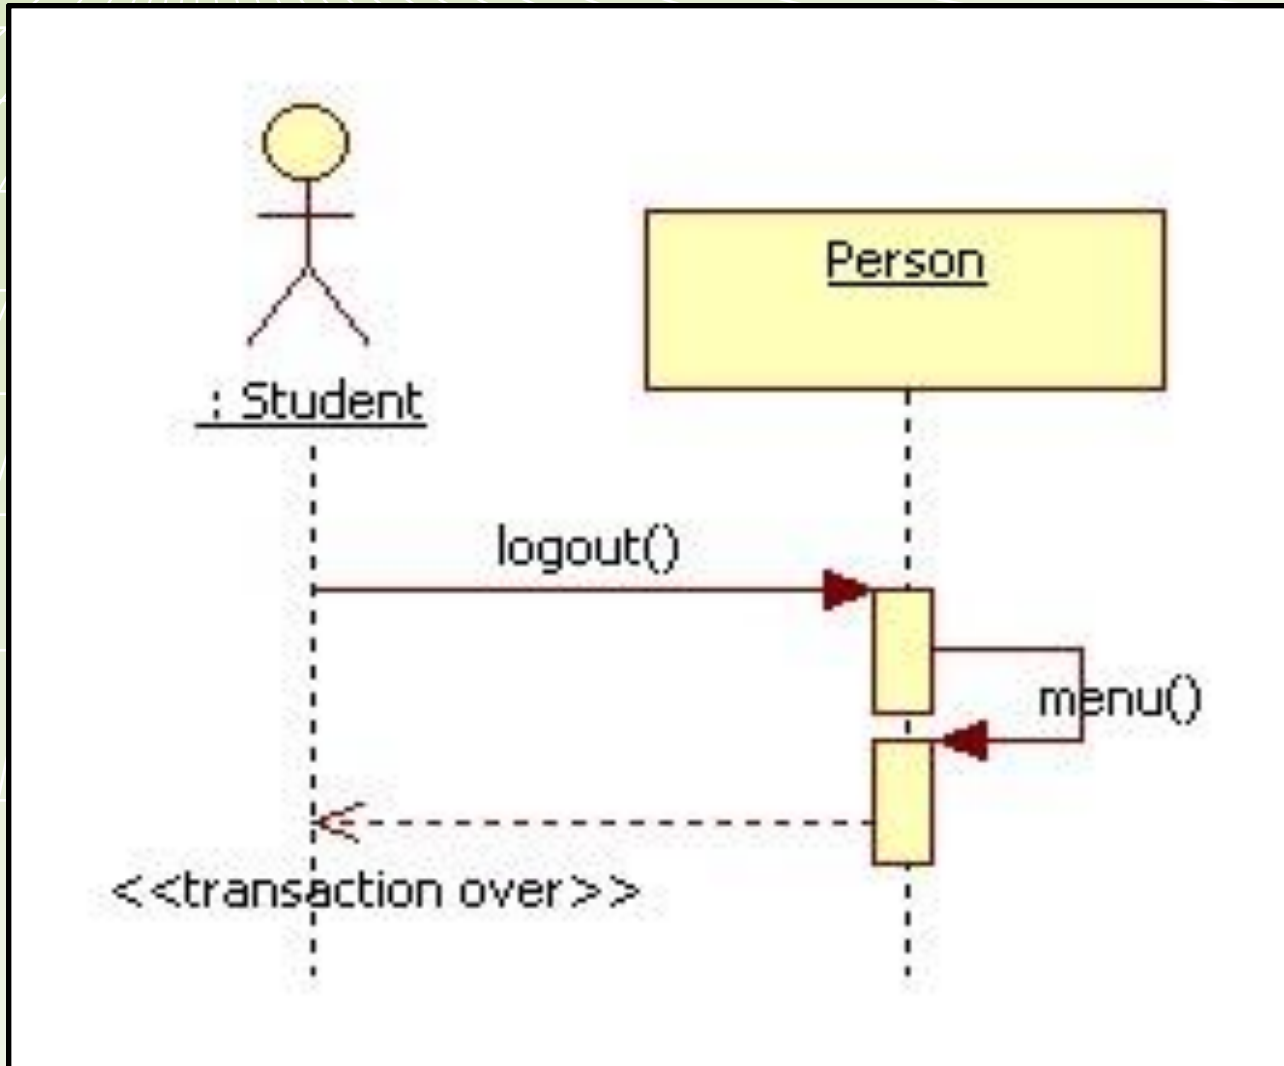 Person
: Student
logout()
menu()
<<transaction over>>